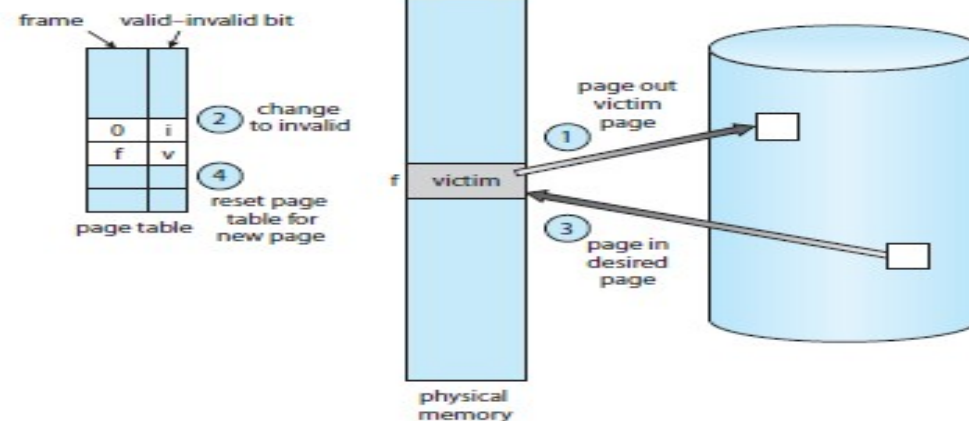 frame
valid–invalid bit
0
i
f
v
2
change
to invalid
4
reset page
table for
new page
page table
f
victim
physical
memory
1
page out
victim
page
3
page in
desired
page